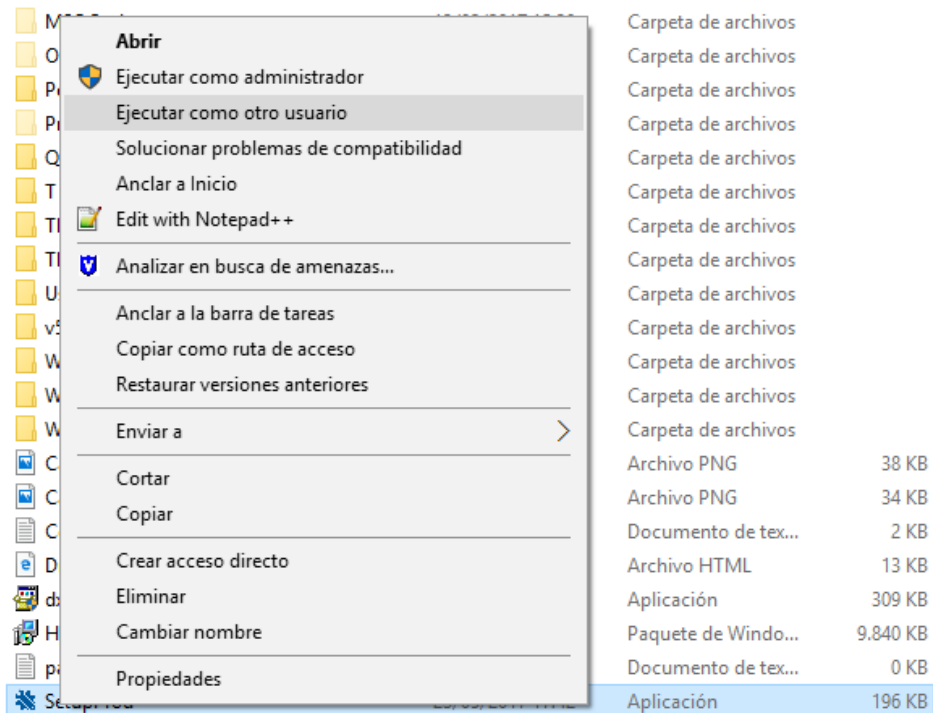 Carpeta de archivos
Abrir
Carpeta de archivos
Ejecutar como administrador
Carpeta de archivos
Ejecutar como otro usuario
Carpeta de archivos
Solucionar problemas de compatibilidad
Carpeta de archivos
Anclar a Inicio
Carpeta de archivos
Edit with Notepad++
Carpeta de archivos
Analizar en busca de amenazas...
Carpeta de archivos
Carpeta de archivos
Anclar a la barra de tareas
Carpeta de archivos
Copiar como ruta de acceso
Carpeta de archivos
Restaurar versiones anteriores
Carpeta de archivos
Enviar a
Carpeta de archivos
Archivo PNG 38 KB
Cortar
Archivo PNG 34 KB
Copiar
Documento de tex... 2 KB
Crear acceso directo
Archivo HTML 13 KB
Eliminar
Aplicación 309 KB
Cambiar nombre
Paquete de Windo... 9.840 KB
Documento de tex... 0 KB
Propiedades
Aplicación 196 KB